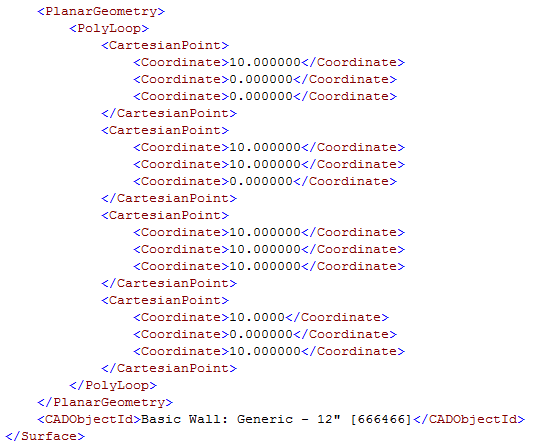 <PlanarGeometry>
<PolyLoop>
<CartesianPoint>
<Coordinate>10.000000</Coordinate>
<Coordinate>0.000000</Coordinate>
<Coordinate>0.000000</Coordinate>
</CartesianPoint>
<CartesianPoint>
<Coordinate>10.000000</Coordinate>
<Coordinate>10.000000</Coordinate>
<Coordinate>0.000000</Coordinate>
</CartesianPoint>
<CartesianPoint>
<Coordinate>10.000000</Coordinate>
<Coordinate>10.000000</Coordinate>
<Coordinate>10.000000</Coordinate>
</CartesianPoint>
<CartesianPoint>
<Coordinate>10.0000</Coordinate>
<Coordinate>0.000000</Coordinate>
<Coordinate>10.000000</Coordinate>
</CartesianPoint>
</PolyLoop>
</PlanarGeometry>
<CADObjectId>Basic Wall: Generic - 12" [666466]</CADObjectId>
</Surface>